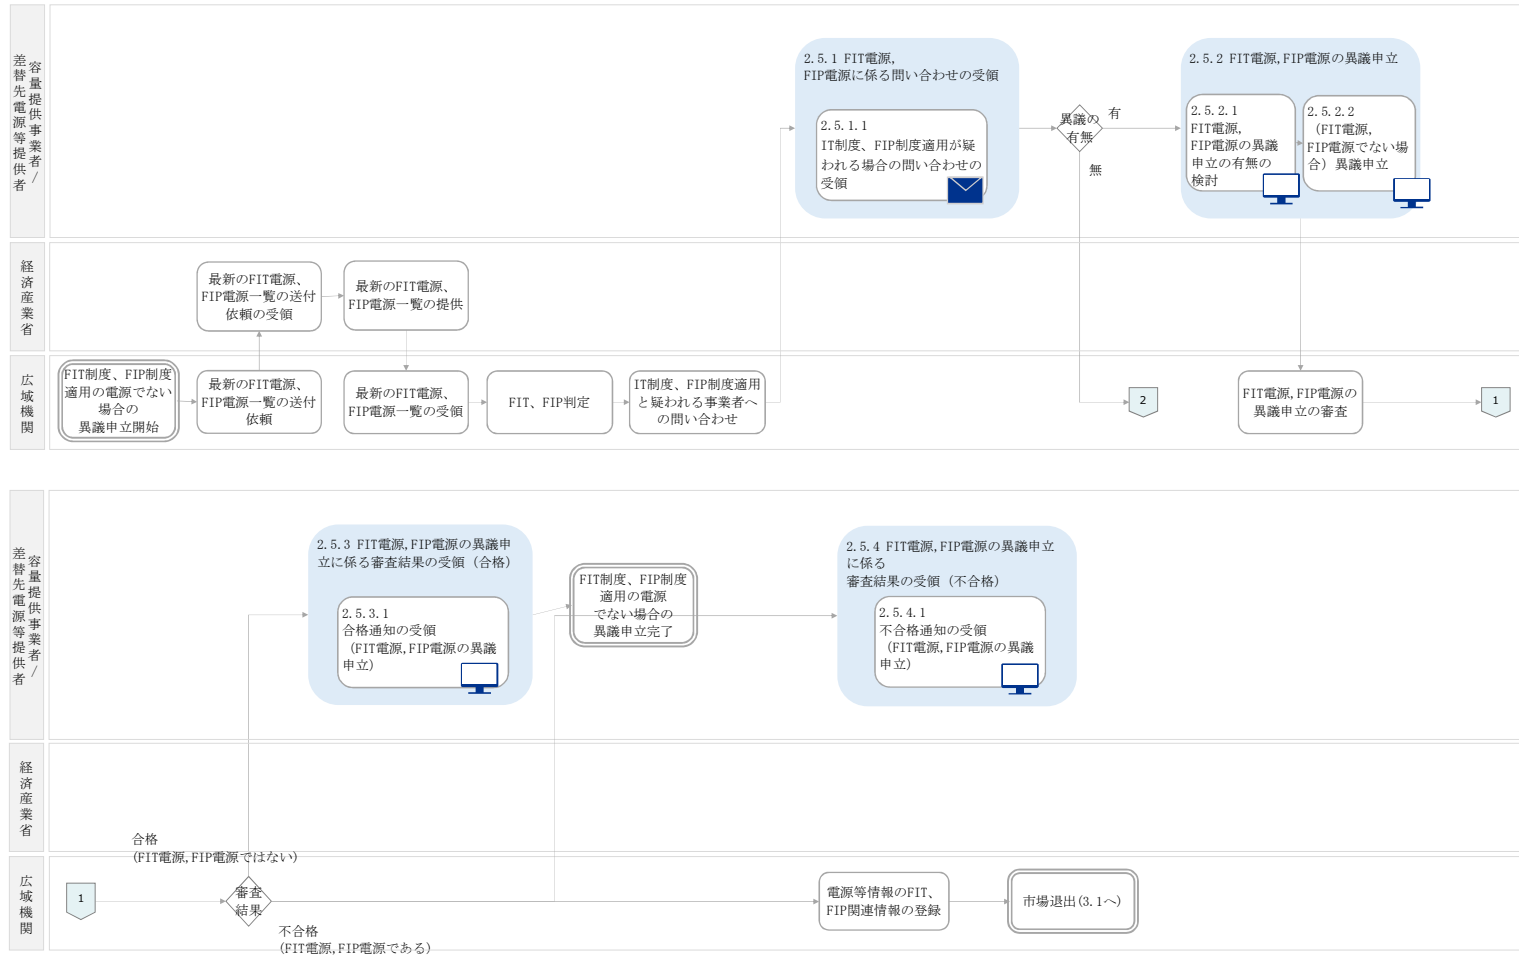 容量提供事業者/
差替先電源等提供者
2.5.1 FIT電源,
FIP電源に係る問い合わせの受領
2.5.1.1
IT制度、FIP制度適用が疑
われる場合の問い合わせの
受領
異議の
有無
有
無
2.5.2 FIT電源,FIP電源の異議申立
2.5.2.1
FIT電源,
FIP電源の異議
申立の有無の
検討
2.5.2.2
（FIT電源,
FIP電源でない場
合）異議申立
経済産業省
最新のFIT電源、
FIP電源一覧の送付
依頼の受領
最新のFIT電源、
FIP電源一覧の提供
広域機関
FIT制度、FIP制度
適用の電源でない
場合の
異議申立開始
最新のFIT電源、
FIP電源一覧の送付
依頼
最新のFIT電源、
FIP電源一覧の受領
FIT、FIP判定
IT制度、FIP制度適用
と疑われる事業者へ
の問い合わせ
2
FIT電源,FIP電源の
異議申立の審査
1
容量提供事業者/
差替先電源等提供者
2.5.3 FIT電源,FIP電源の異議申
立に係る審査結果の受領（合格）
2.5.3.1
合格通知の受領
（FIT電源,FIP電源の異議
申立）
FIT制度、FIP制度
適用の電源
でない場合の
異議申立完了
2.5.4 FIT電源,FIP電源の異議申立
に係る
審査結果の受領（不合格）
2.5.4.1
不合格通知の受領
（FIT電源,FIP電源の異議
申立）
経済産業省
合格
(FIT電源,FIP電源ではない)
広域機関
1
審査
結果
不合格
(FIT電源,FIP電源である)
電源等情報のFIT、
FIP関連情報の登録
市場退出(3.1へ)